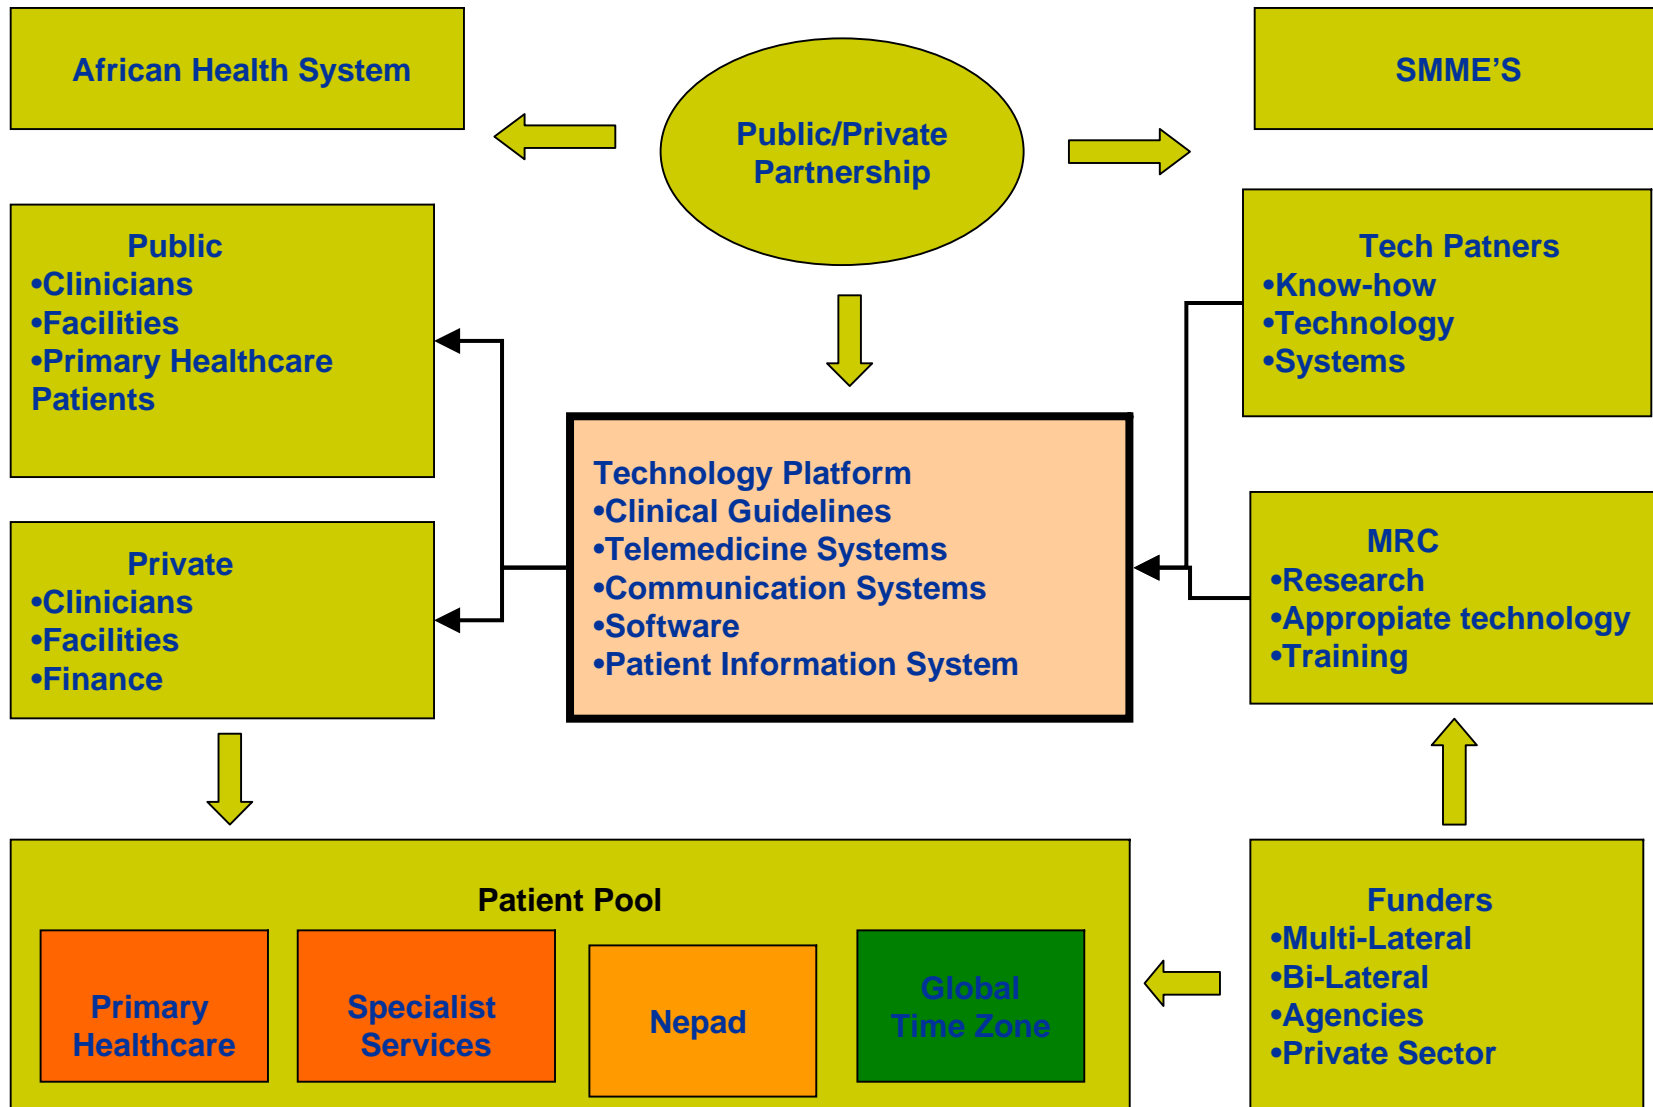 African Health System
Public/Private
Partnership
SMME'S
Public
•Clinicians
•Facilities
•Primary Healthcare
Patients
Tech Patners
•Know-how
•Technology
•Systems
Technology Platform
•Clinical Guidelines
•Telemedicine Systems
•Communication Systems
•Software
•Patient Information System
Private
•Clinicians
•Facilities
•Finance
MRC
•Research
•Appropiate technology
•Training
Patient Pool
Primary
Healthcare
Specialist
Services
Nepad
Global
Time Zone
Funders
•Multi-Lateral
•Bi-Lateral
•Agencies
•Private Sector